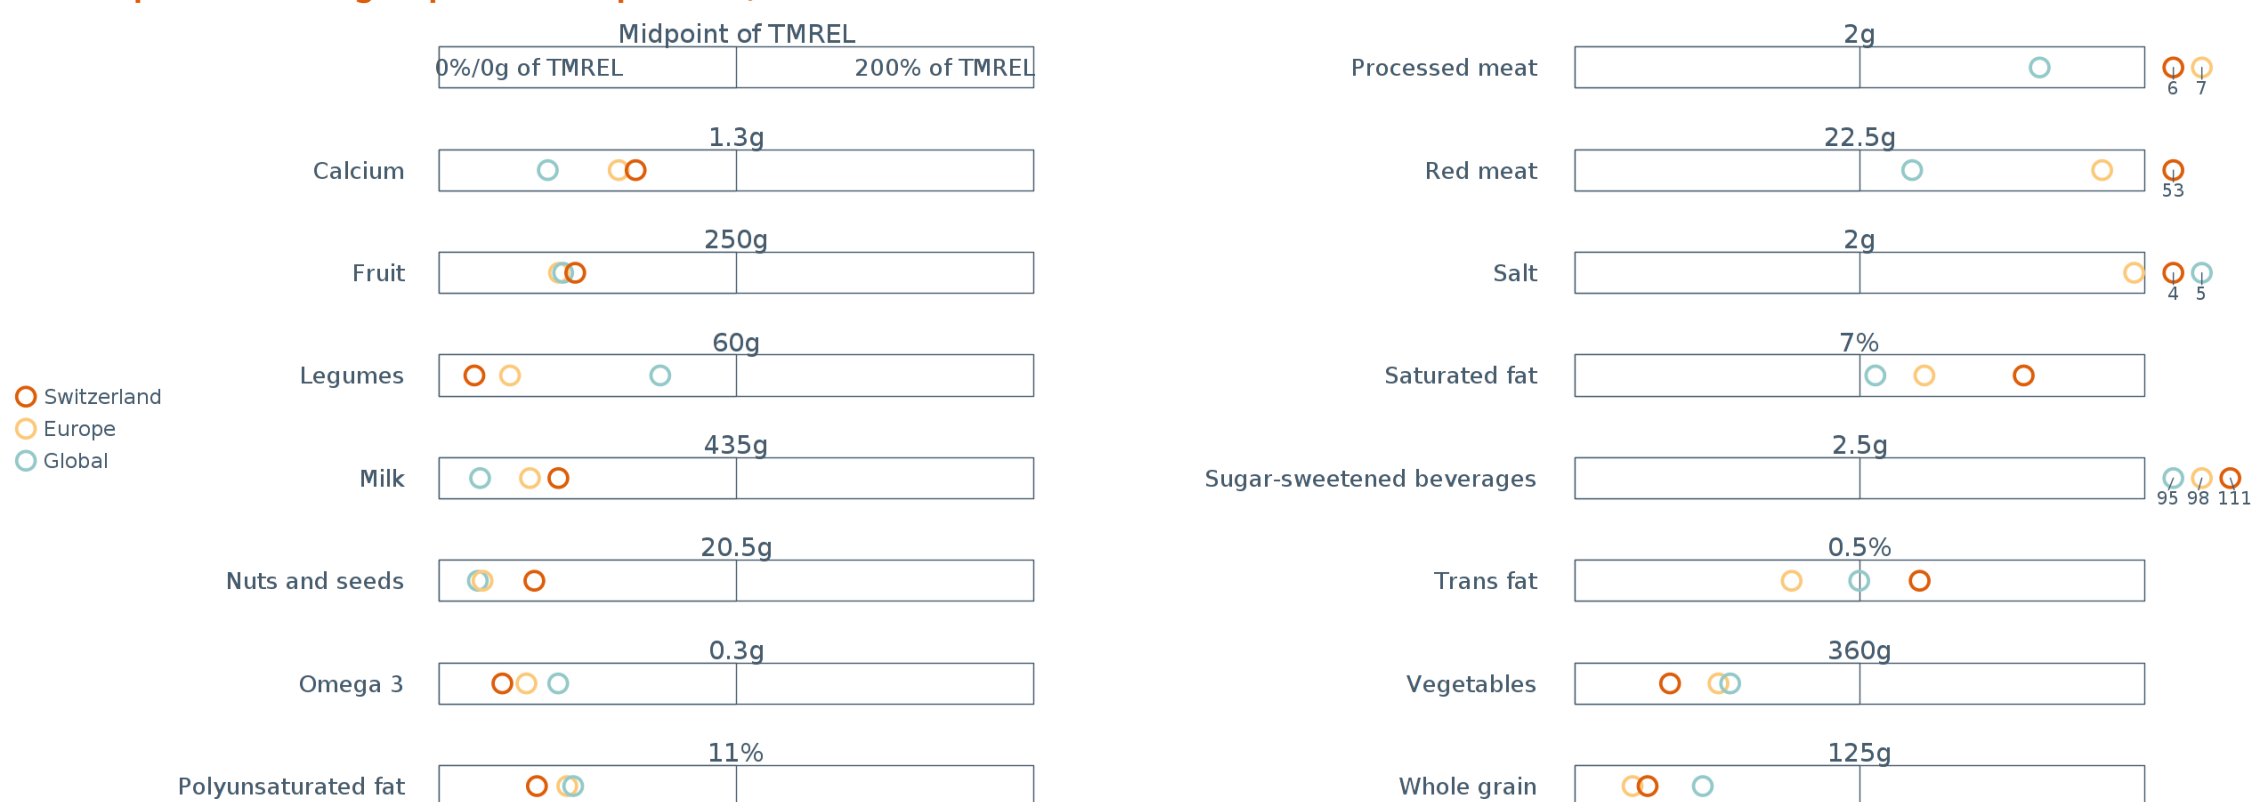 Midpoint of TMREL
0%/0g of TMREL
200% of TMREL
1.3g
Calcium
250g
Fruit
60g
Legumes
435g
Milk
20.5g
Nuts and seeds
0.3g
Omega 3
11%
Polyunsaturated fat
Switzerland
Europe
Global
2g
Processed meat
6 7
22.5g
Red meat
53
2g
Salt
4 5
7%
Saturated fat
2.5g
Sugar-sweetened beverages
95 98 111
0.5%
Trans fat
360g
Vegetables
125g
Whole grain